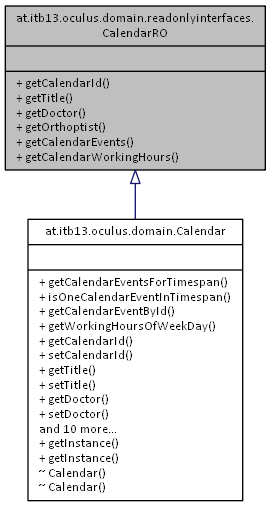 at.itb13.oculus.domain.readonlyinterfaces.
CalendarRO
+ getCalendarId()
+ getTitle()
+ getDoctor()
+ getOrthoptist()
+ getCalendarEvents()
+ getCalendarWorkingHours()
at.itb13.oculus.domain.Calendar
+ getCalendarEventsForTimespan()
+ isOneCalendarEventInTimespan()
+ getCalendarEventById()
+ getWorkingHoursOfWeekDay()
+ getCalendarId()
+ setCalendarId()
+ getTitle()
+ setTitle()
+ getDoctor()
+ setDoctor()
and 10 more...
+ getInstance()
+ getInstance()
~ Calendar()
~ Calendar()